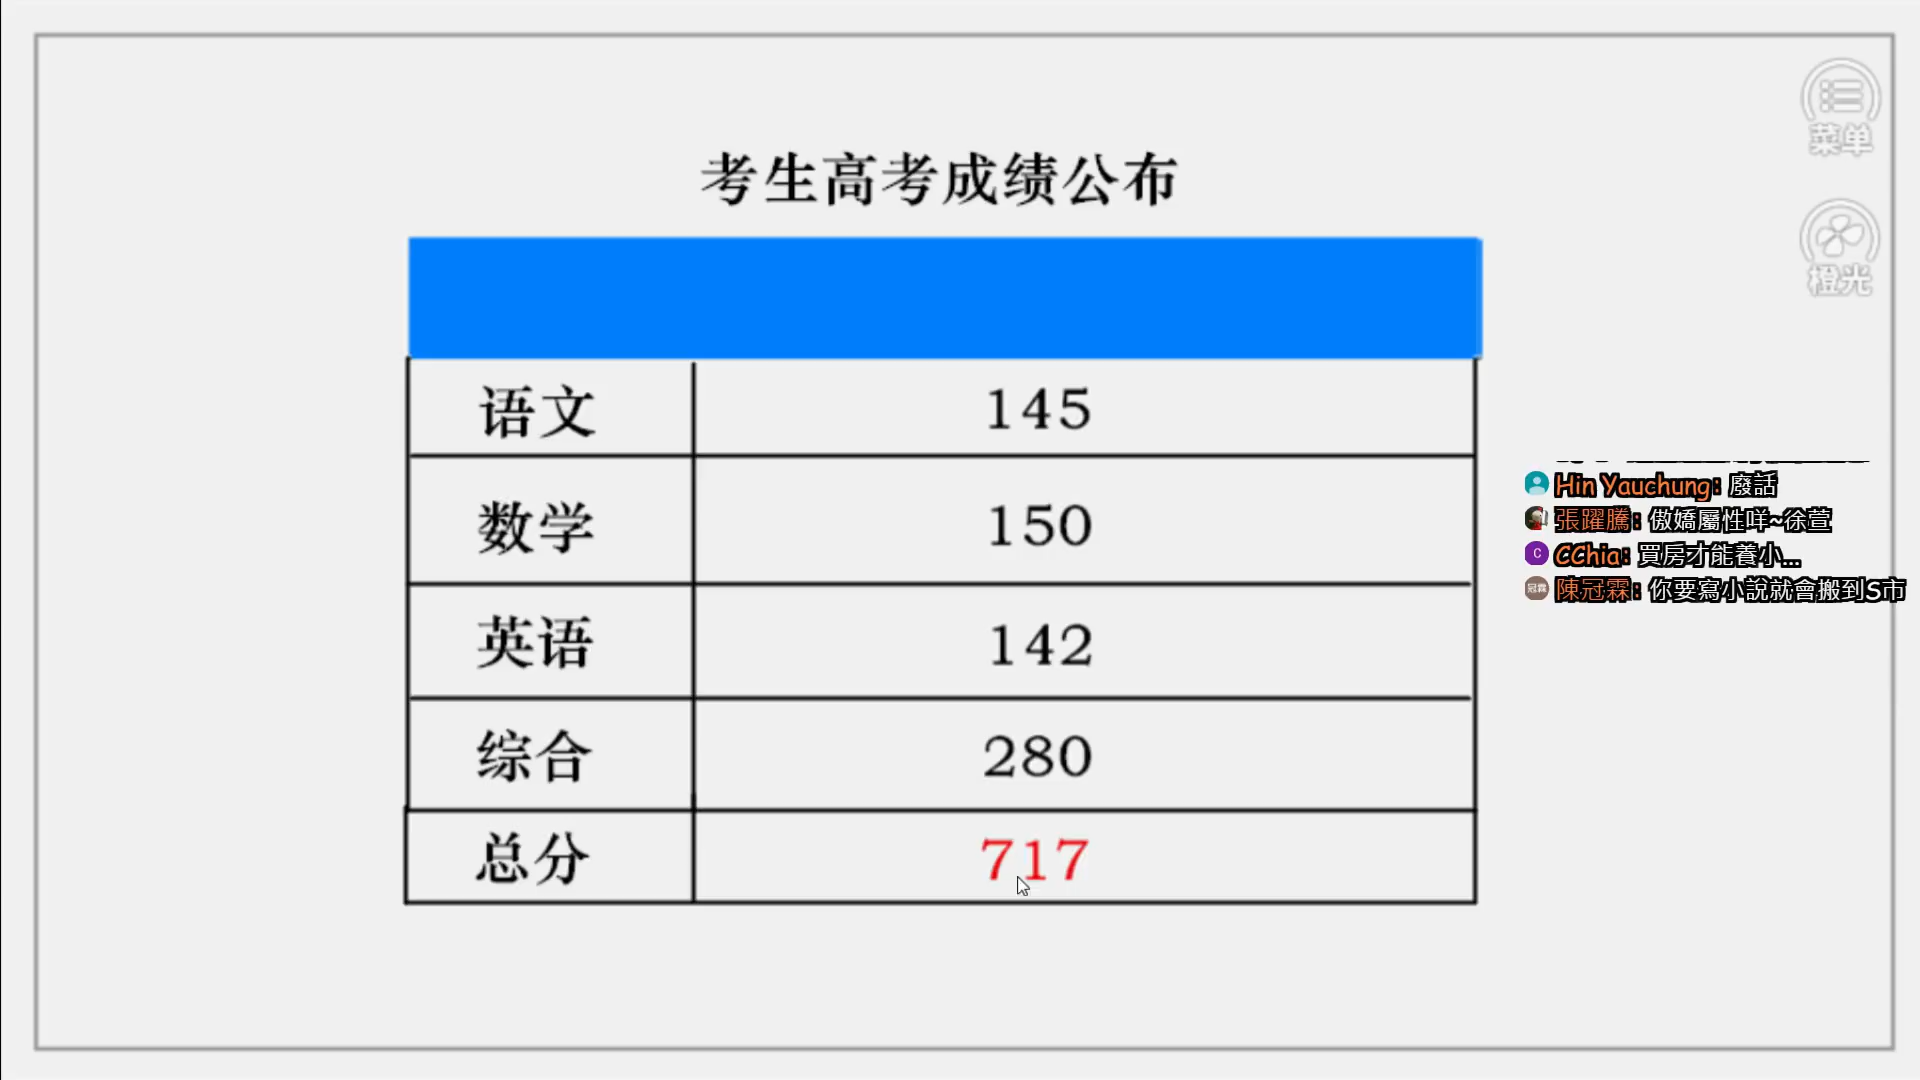 考生高考成绩公布
菜单
橙光
语文 145
数学 150
英语 142
综合 280
总分 717
Hin Yauchung: 廢話
張躍騰: 傲嬌屬性咩~徐萱
C CChia: 買房才能養小...
冠霖 陳冠霖: 你要寫小說就會搬到S市